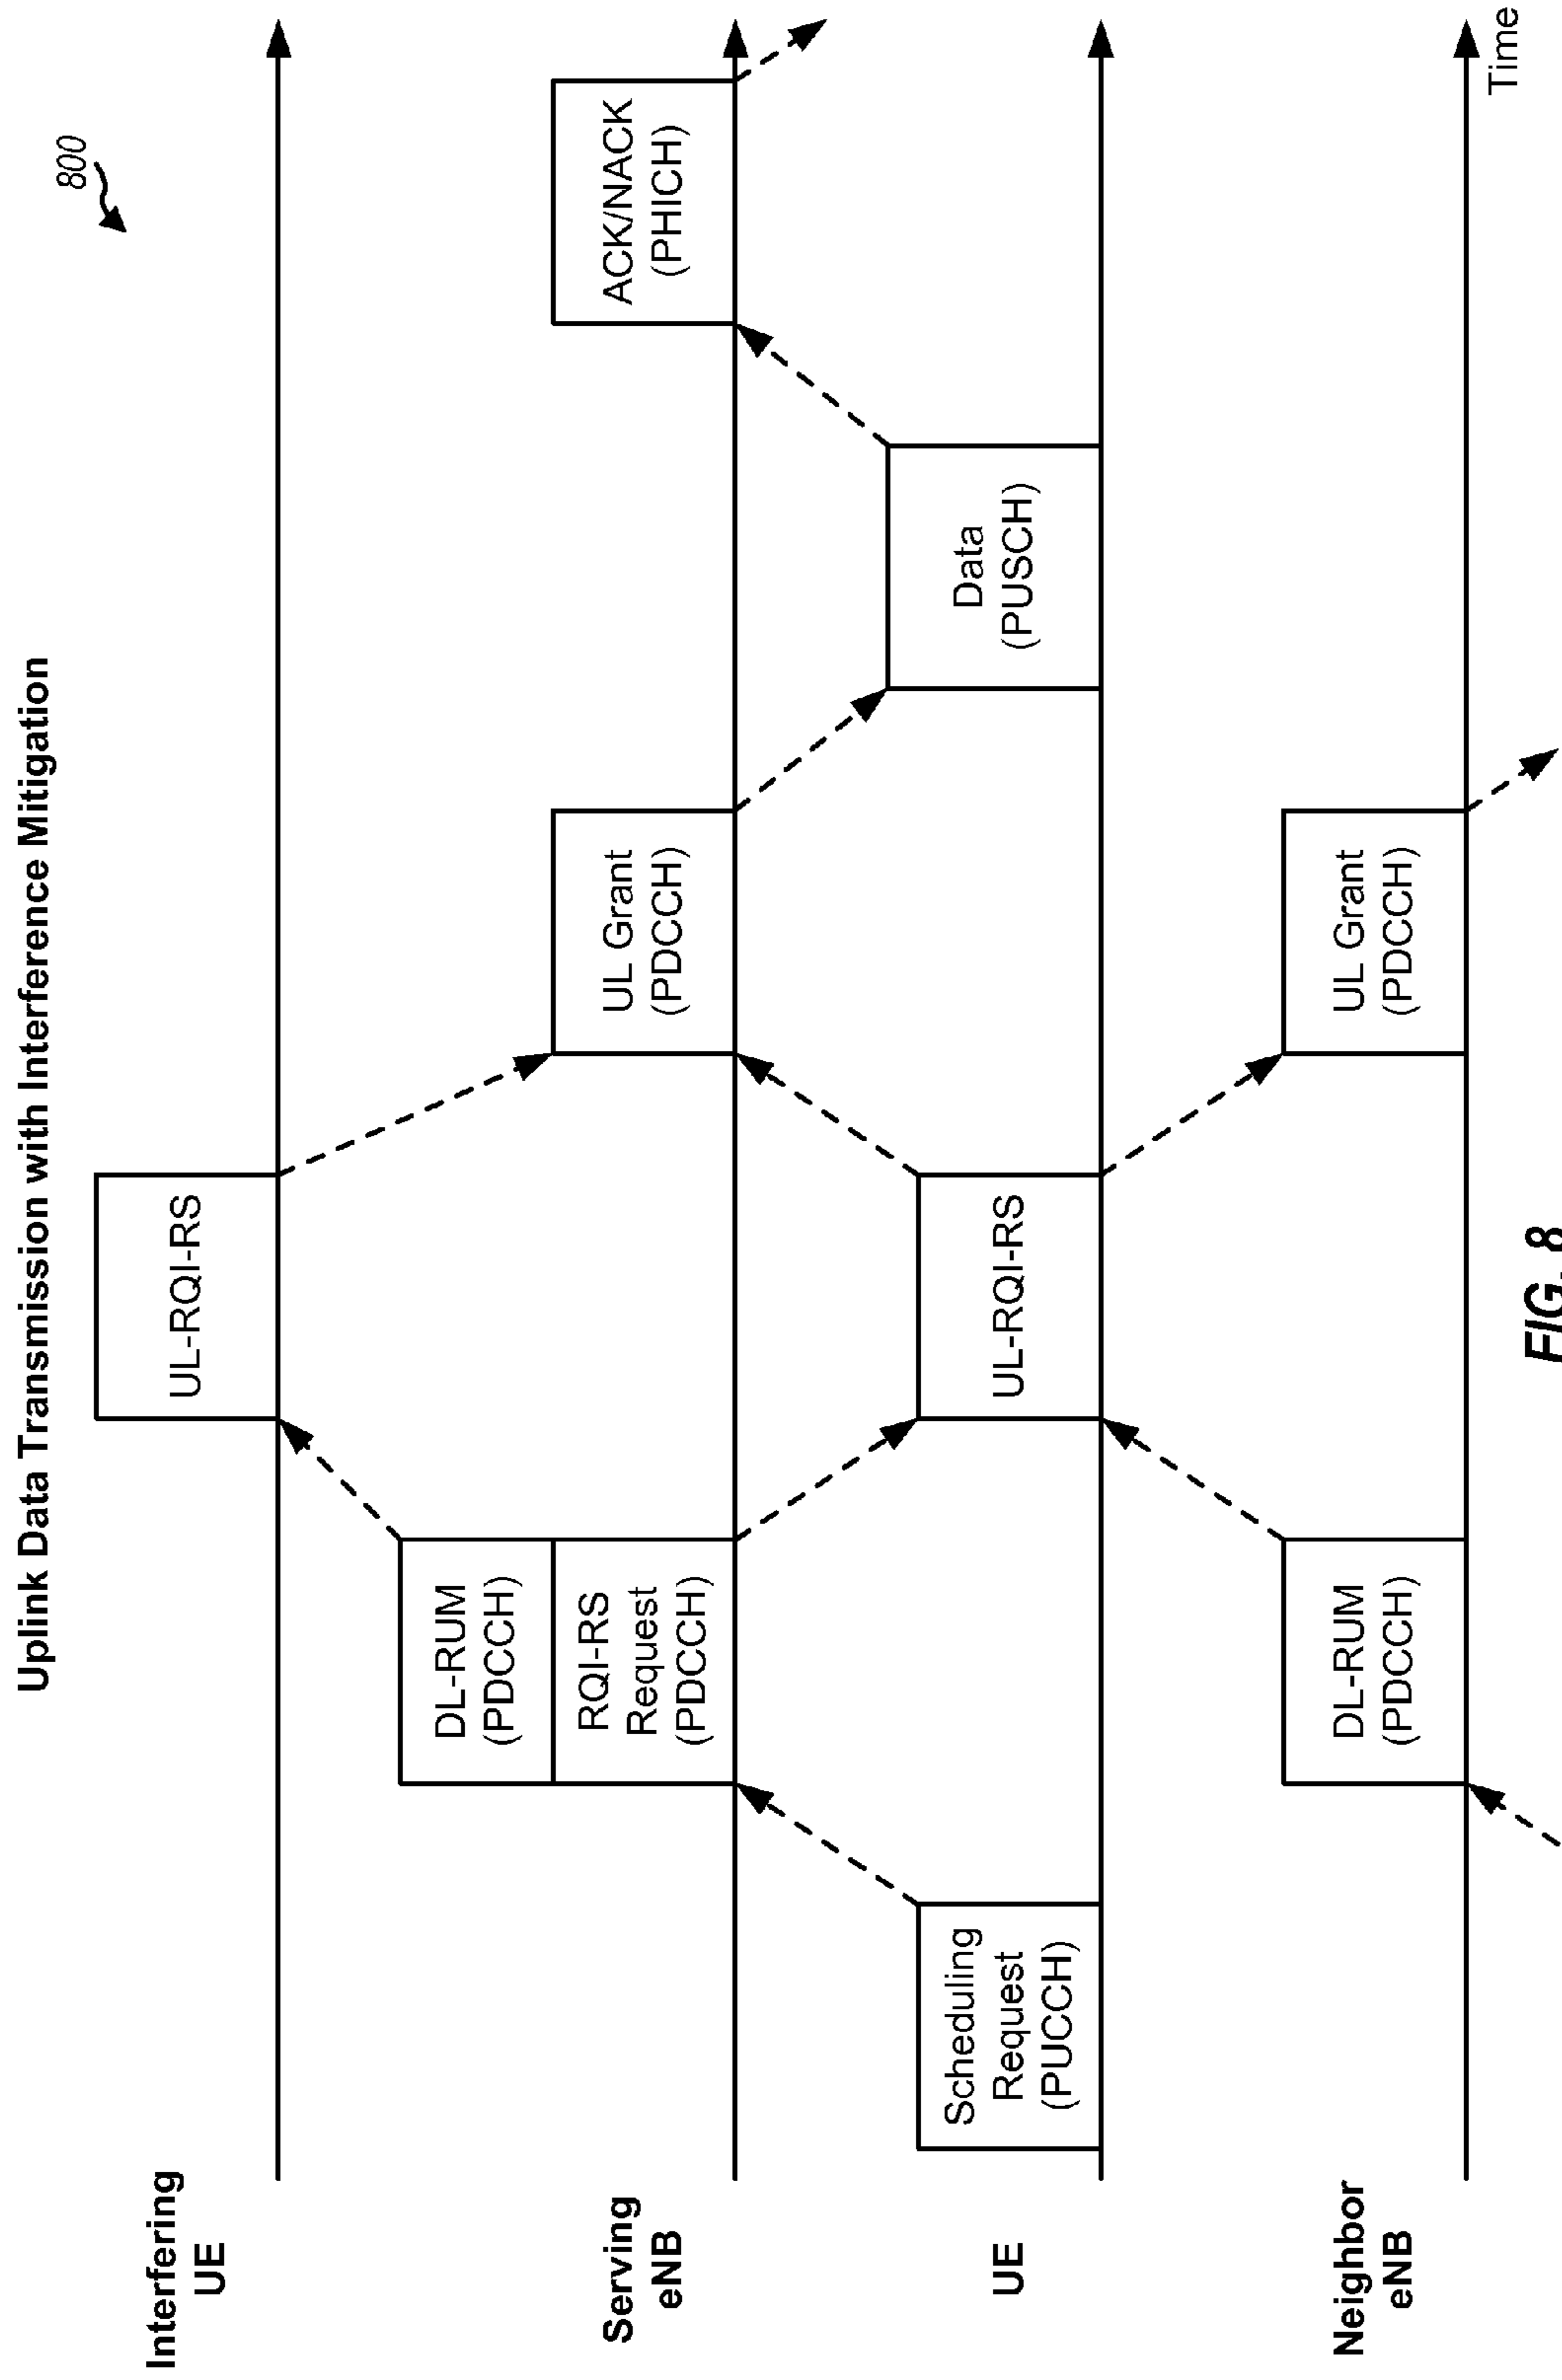 Uplink Data Transmission with Interference Mitigation
800
Interfering
UE
UL-RQI-RS
Serving
eNB
DL-RUM
(PDCCH)
RQI-RS
Request
(PDCCH)
UL Grant
(PDCCH)
ACK/NACK
(PHICH)
UE
Scheduling
Request
(PUCCH)
UL-RQI-RS
Data
(PUSCH)
Neighbor
eNB
DL-RUM
(PDCCH)
UL Grant
(PDCCH)
Time
FIG. 8